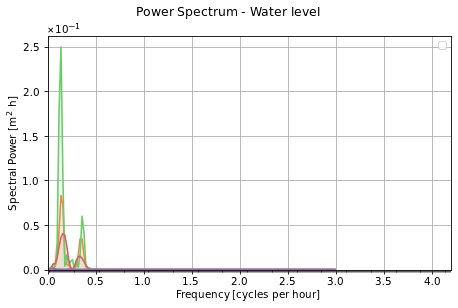 Power Spectrum - Water level
×10⁻¹
2.5
2.0
1.5
1.0
0.5
0.0
Spectral Power [m² h]
0.0 0.5 1.0 1.5 2.0 2.5 3.0 3.5 4.0
Frequency [cycles per hour]